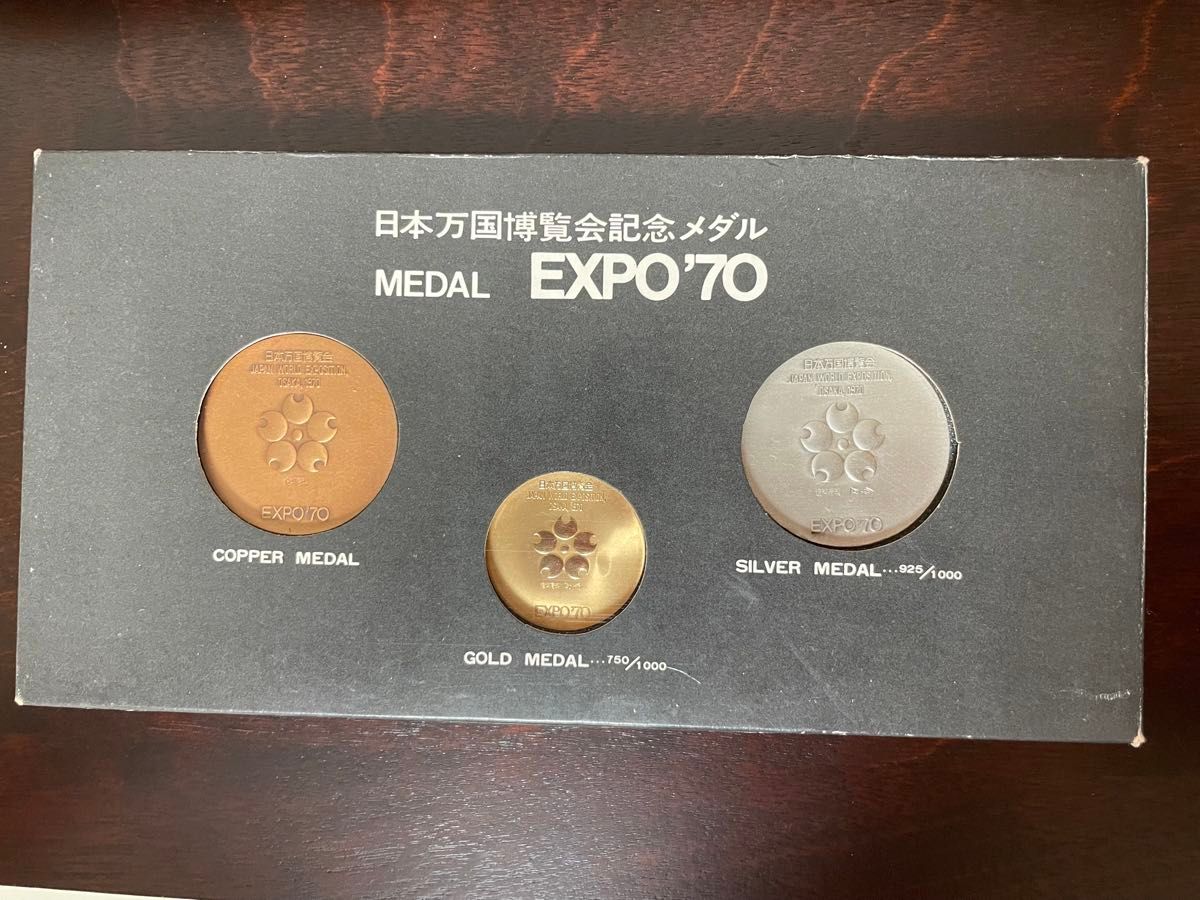 日本万国博覧会記念メダル
MEDAL EXPO'70
日本万国博覧会
JAPAN WORLD EXPOSITION,
OSAKA, 1970
EXPO'70
COPPER MEDAL
日本万国博覧会
JAPAN WORLD EXPOSITION,
OSAKA, 1970
EXPO'70
GOLD MEDAL...750/1000
日本万国博覧会
JAPAN WORLD EXPOSITION,
OSAKA, 1970
EXPO'70
SILVER MEDAL...925/1000